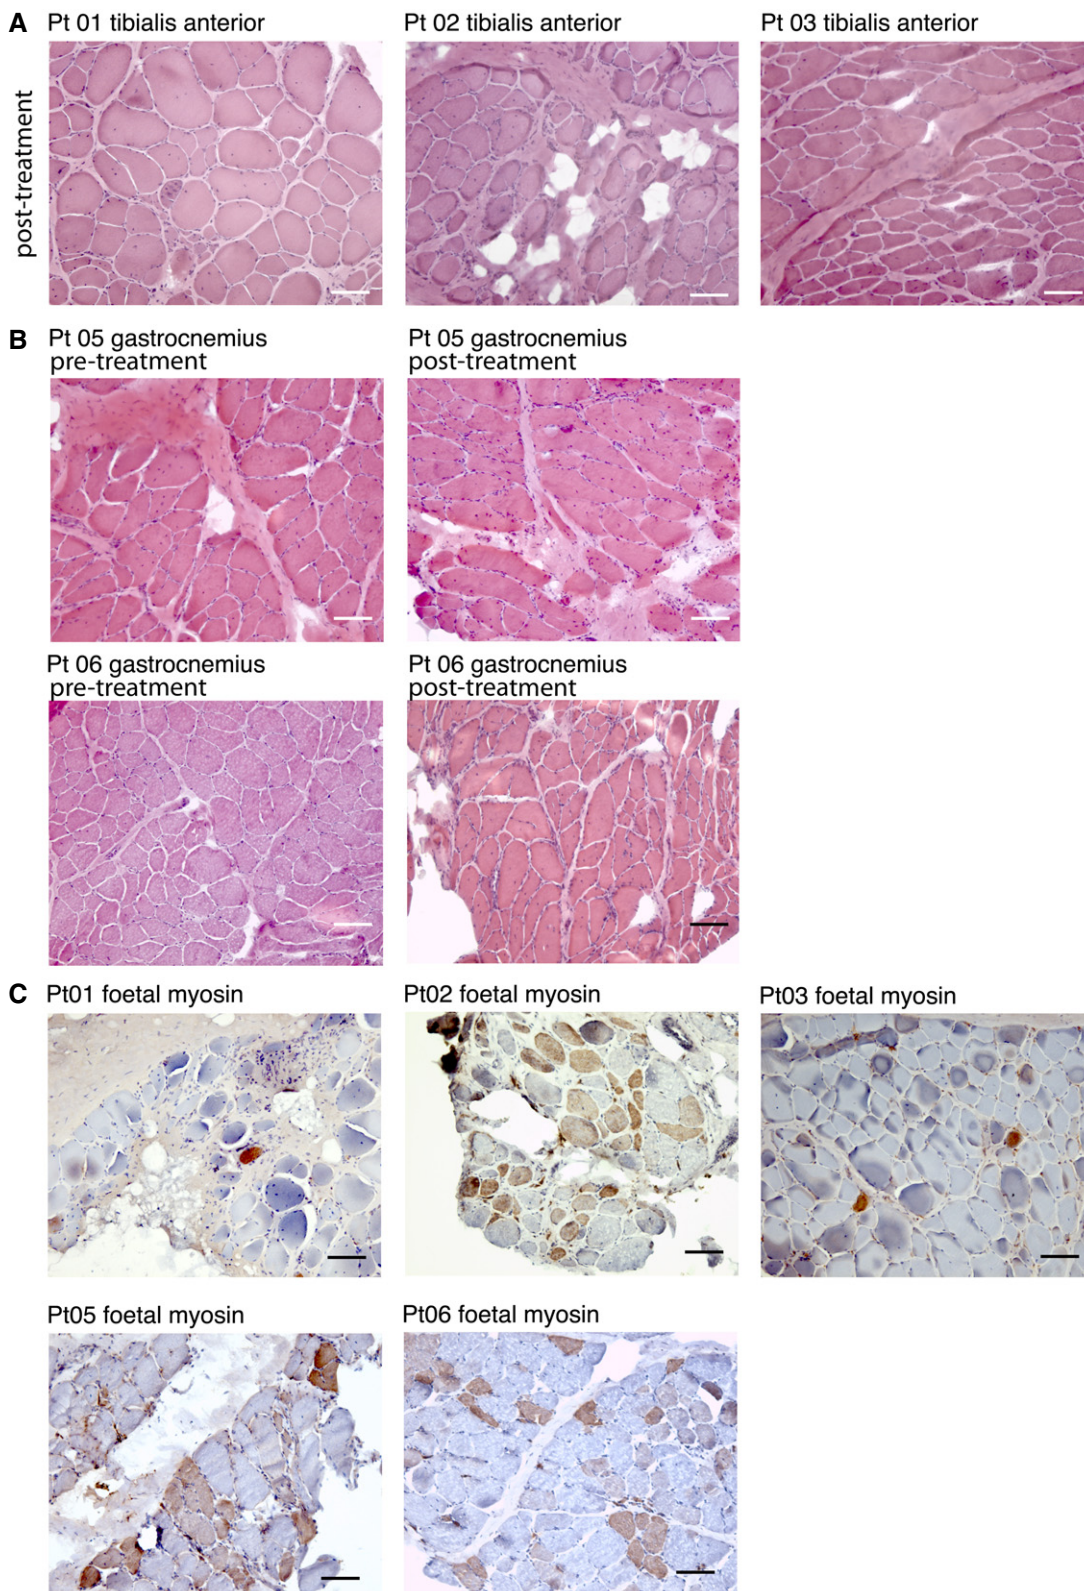 A
Pt 01 tibialis anterior
Pt 02 tibialis anterior
Pt 03 tibialis anterior
post-treatment
B
Pt 05 gastrocnemius
pre-treatment
Pt 05 gastrocnemius
post-treatment
Pt 06 gastrocnemius
pre-treatment
Pt 06 gastrocnemius
post-treatment
C
Pt01 foetal myosin
Pt02 foetal myosin
Pt03 foetal myosin
Pt05 foetal myosin
Pt06 foetal myosin